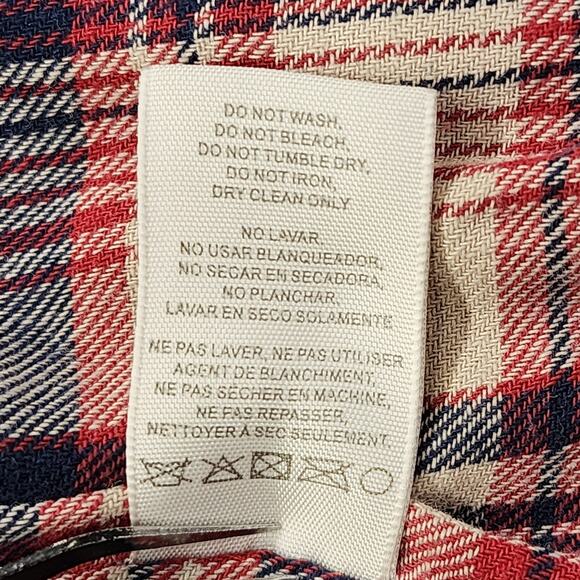 DO NOT WASH,
DO NOT BLEACH,
DO NOT TUMBLE DRY,
DO NOT IRON,
DRY CLEAN ONLY
NO LAVAR.
NO USAR BLANQUEADOR,
NO SECAR EN SECADORA,
NO PLANCHAR.
LAVAR EN SECO SOLAMENTE
NE PAS LAVER, NE PAS UTILISER
AGENT DE BLANCHIMENT,
NE PAS SÉCHER EN MACHINE,
NE PAS REPASSER,
NETTOYER À SEC SEULEMENT.